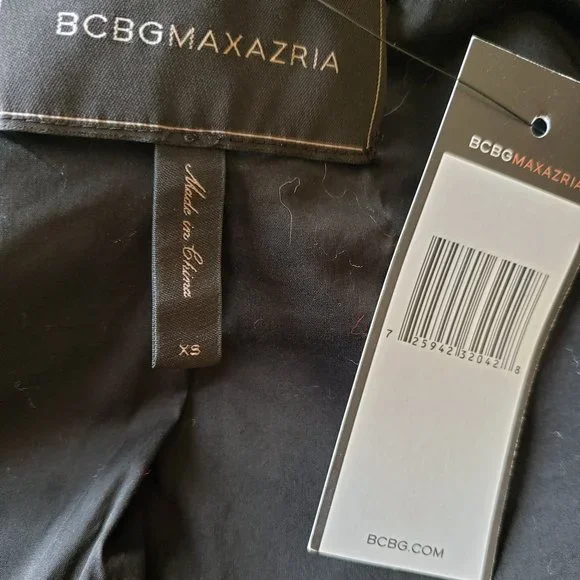 BCBGMAXAZRIA
Made in China
XS
BCBGMAXAZRIA
7 25942 32042 8
BCBG.COM